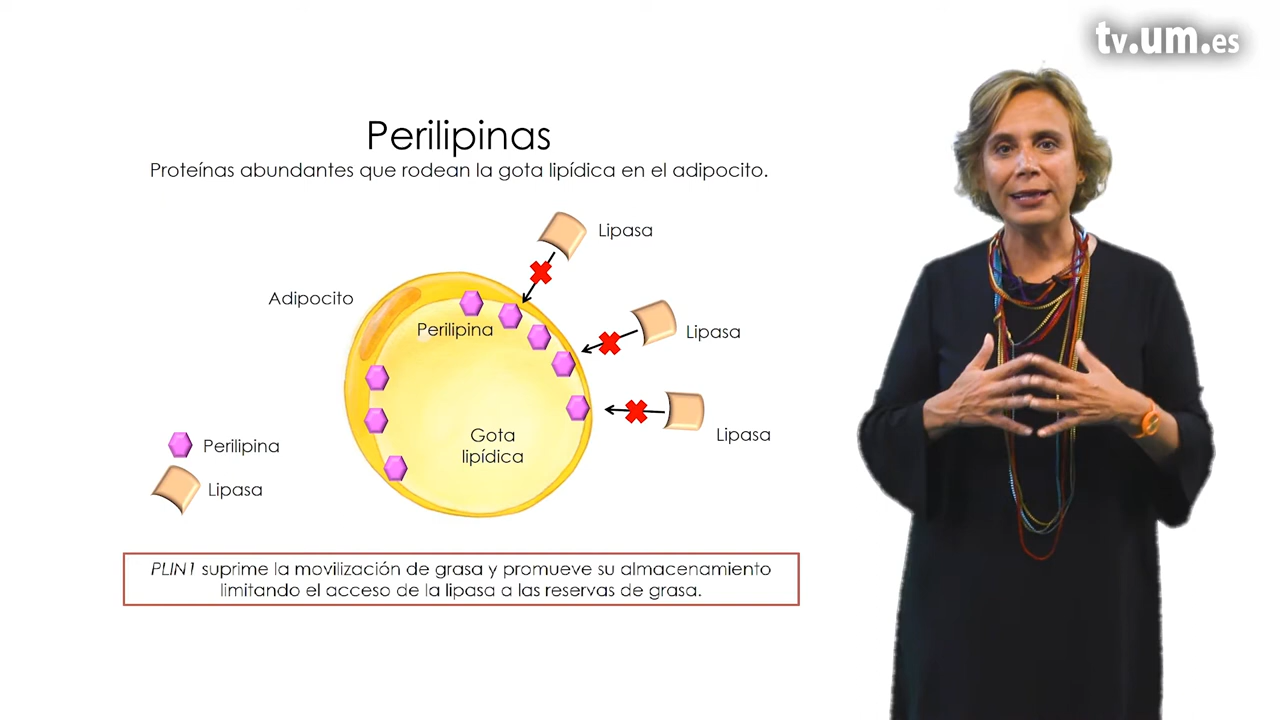 tv.um.es
Perilipinas
Proteínas abundantes que rodean la gota lipídica en el adipocito.
Lipasa
Adipocito
Perilipina
Lipasa
Lipasa
Gota
lipídica
Perilipina
Lipasa
PLIN1 suprime la movilización de grasa y promueve su almacenamiento
limitando el acceso de la lipasa a las reservas de grasa.